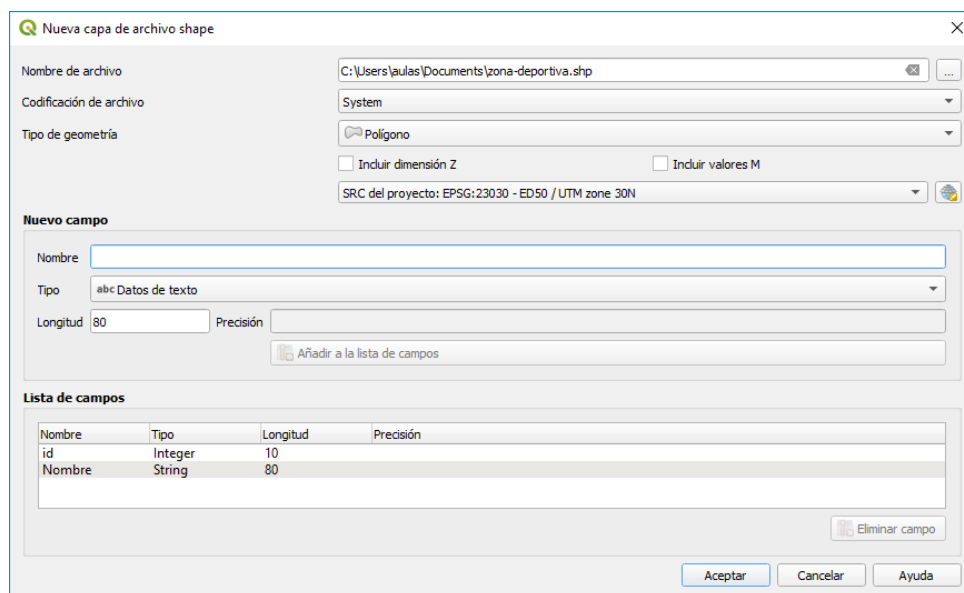 Nueva capa de archivo shape
Nombre de archivo C:\Users\aulas\Documents\zona-deportiva.shp ...
Codificación de archivo System
Tipo de geometría Polígono
Incluir dimensión Z Incluir valores M
SRC del proyecto: EPSG:23030 - ED50 / UTM zone 30N
Nuevo campo
Nombre
Tipo abc Datos de texto
Longitud 80 Precisión
Añadir a la lista de campos
Lista de campos
Nombre Tipo Longitud Precisión
id Integer 10
Nombre String 80
Eliminar campo
Aceptar Cancelar Ayuda